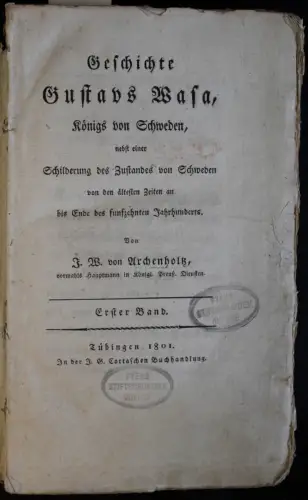 Geschichte
Gustavs Wasa,
Königs von Schweden,
nebst einer
Schilderung des Zustandes von Schweden
von den ältesten Zeiten an
bis Ende des funfzehnten Jahrhunderts.
Von
J. W. von Archenholtz,
vormahls Hauptmann in Königl. Preuß. Diensten.
Erster Band.
Tübingen 1801.
In der J. G. Cottaschen Buchhandlung.